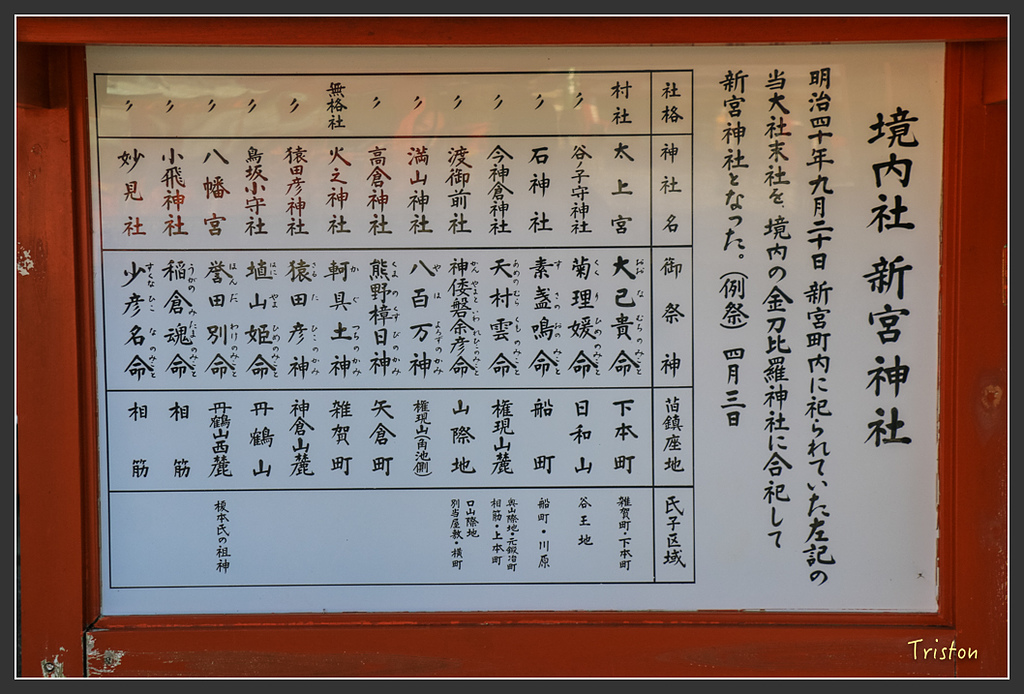 境内社 新宮神社
明治四十年九月二十日 新宮町内に祀られていた左記の
当大社末社を、境内の金刀比羅神社に合祀して
新宮神社となった。(例祭) 四月三日
社格 神社名 御祭神 旧鎮座地 氏子区域
村社 太上宮 大己貴命 下本町 雑賀町・下本町
〃 谷ノ子守神社 菊理媛命 日和山 谷王地
〃 石神社 素盞鳴命 船町 船町・川原
〃 今神倉神社 天村雲命 権現山麓 奥山際地・元鍛冶町 相筋・上本町
〃 渡御前社 神倭磐余彦命 山際地 口山際地 別当屋敷・横町
〃 満山神社 八百万神 権現山(角池側)
〃 高倉神社 熊野樟日神 矢倉町
無格社 火之神社 軻具土神 雑賀町
〃 猿田彦神社 猿田彦神 神倉山麓
〃 鳥坂小守社 埴山姫命 丹鶴山
〃 八幡宮 誉田別命 丹鶴山西麓 榎本氏の祖神
〃 小飛神社 稲倉魂命 相筋
〃 妙見社 少彦名命 相筋
Triston